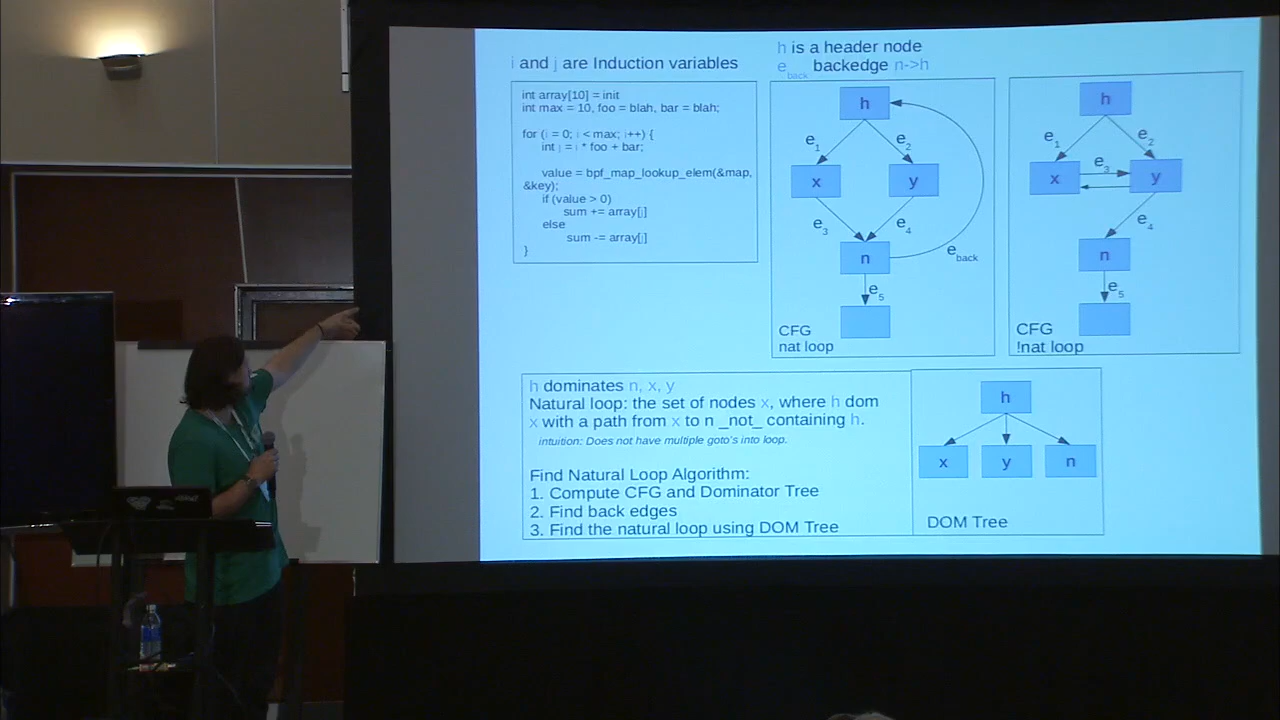 i and j are Induction variables
int array[10] = init
int max = 10, foo = blah, bar = blah;
for (i = 0; i < max; i++) {
int j = i * foo + bar;
value = bpf_map_lookup_elem(&map,
&key);
if (value > 0)
sum += array[j]
else
sum -= array[j]
}
h is a header node
e_back backedge n->h
h
e1
e2
x
y
e3
e4
n
e_back
e5
CFG
nat loop
h
e1
e2
x
e3
y
e4
n
e5
CFG
!nat loop
h dominates n, x, y
Natural loop: the set of nodes x, where h dom
x with a path from x to n _not_ containing h.
intuition: Does not have multiple goto's into loop.
Find Natural Loop Algorithm:
1. Compute CFG and Dominator Tree
2. Find back edges
3. Find the natural loop using DOM Tree
h
x
y
n
DOM Tree